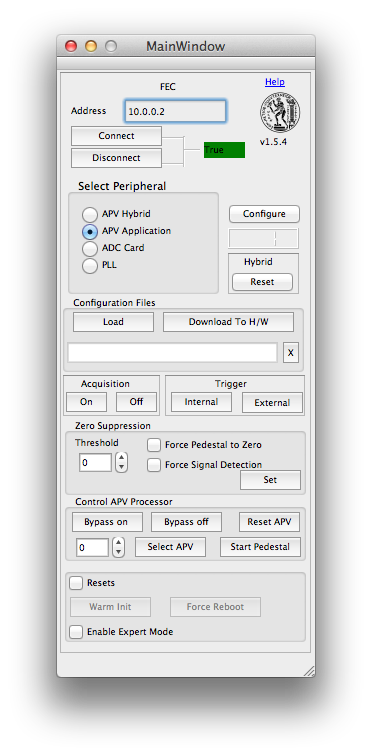 MainWindow
Help
FEC
Address
10.0.0.2
Connect
Disconnect
True
v1.5.4
Select Peripheral
APV Hybrid
APV Application
ADC Card
PLL
Configure
Hybrid
Reset
Configuration Files
Load
Download To H/W
X
Acquisition
On
Off
Trigger
Internal
External
Zero Suppression
Threshold
0
Force Pedestal to Zero
Force Signal Detection
Set
Control APV Processor
Bypass on
Bypass off
Reset APV
0
Select APV
Start Pedestal
Resets
Warm Init
Force Reboot
Enable Expert Mode